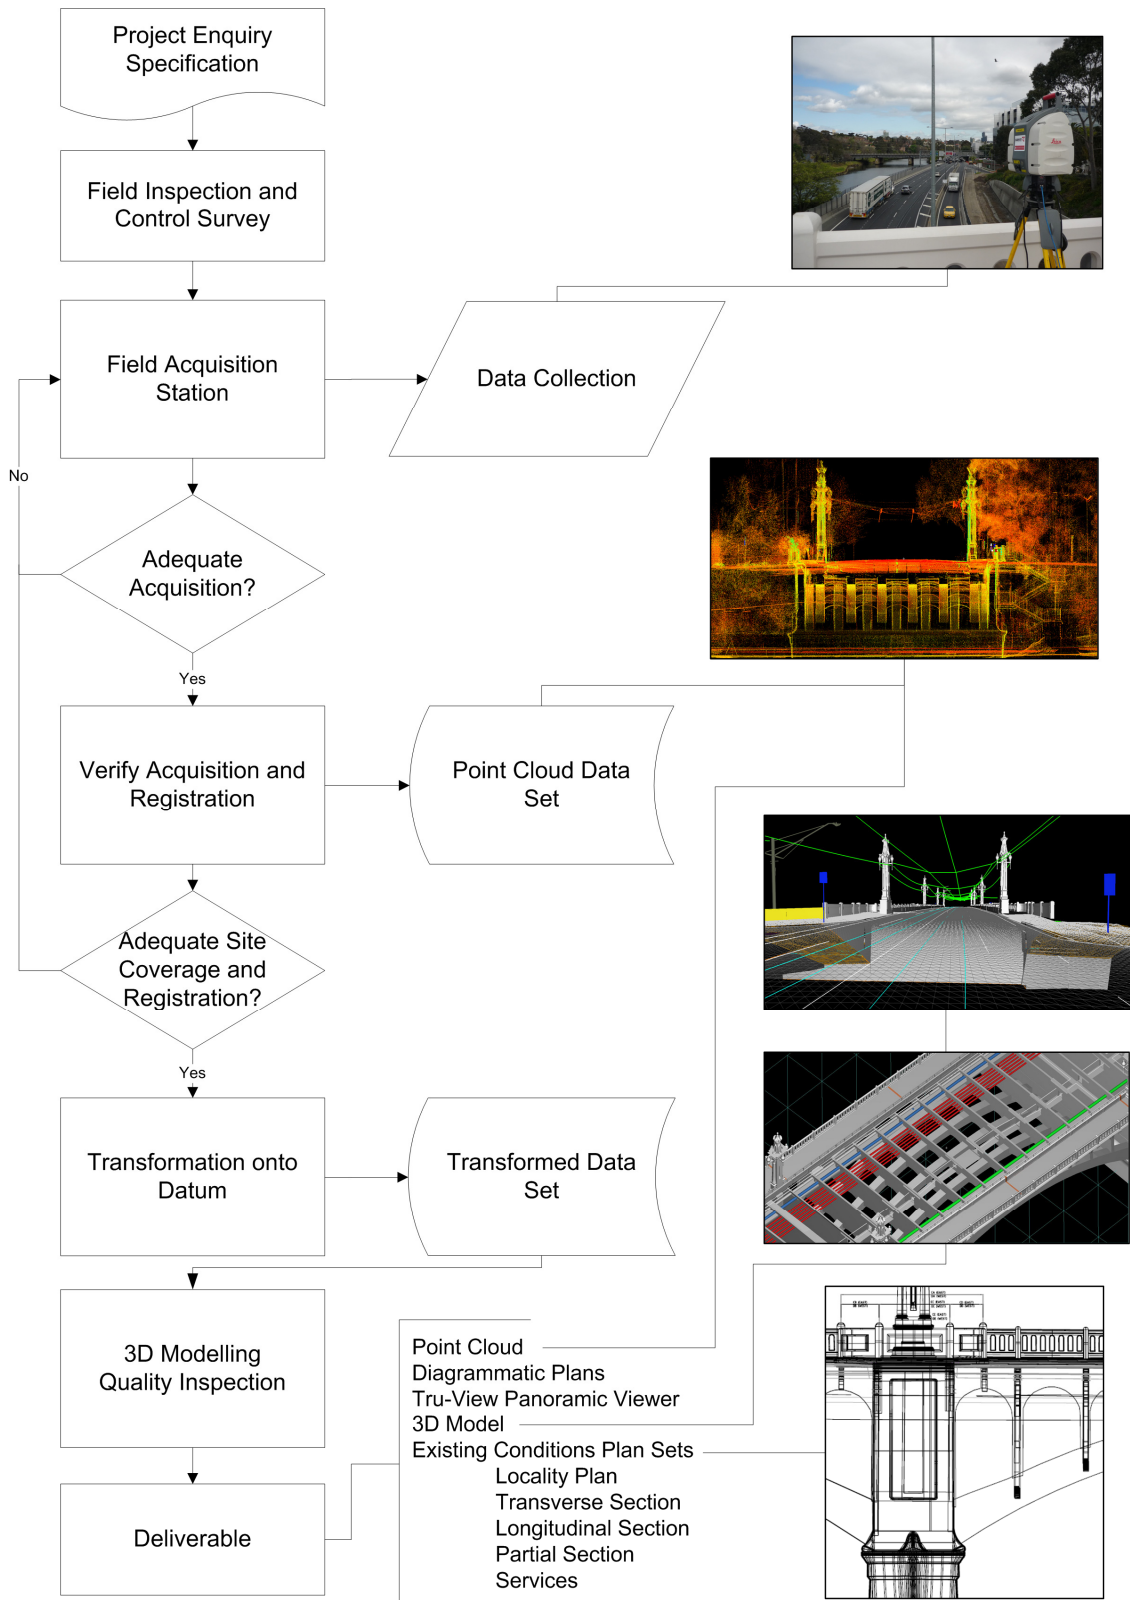 Project Enquiry
Specification
Field Inspection and
Control Survey
Field Acquisition
Station
Data Collection
No
Adequate
Acquisition?
Yes
Verify Acquisition and
Registration
Point Cloud Data
Set
Adequate Site
Coverage and
Registration?
Yes
Transformation onto
Datum
Transformed Data
Set
3D Modelling
Quality Inspection
Deliverable
Point Cloud
Diagrammatic Plans
Tru-View Panoramic Viewer
3D Model
Existing Conditions Plan Sets
Locality Plan
Transverse Section
Longitudinal Section
Partial Section
Services